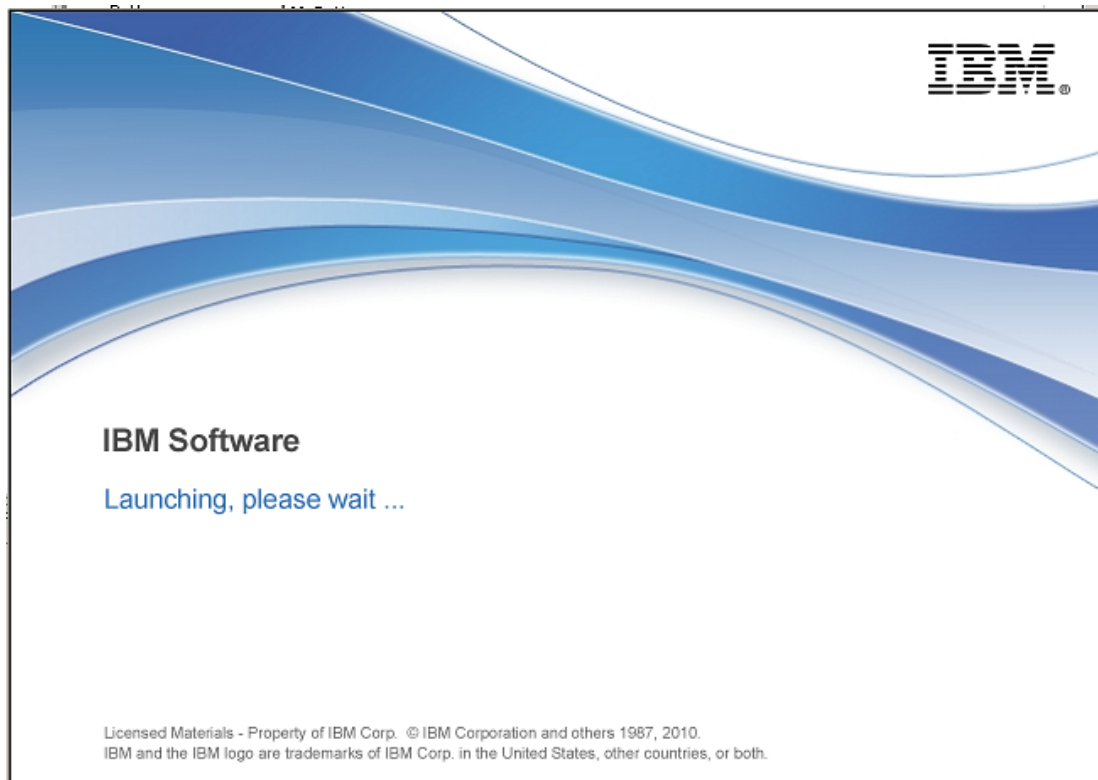 IBM®
IBM Software
Launching, please wait ...
Licensed Materials - Property of IBM Corp. © IBM Corporation and others 1987, 2010.
IBM and the IBM logo are trademarks of IBM Corp. in the United States, other countries, or both.